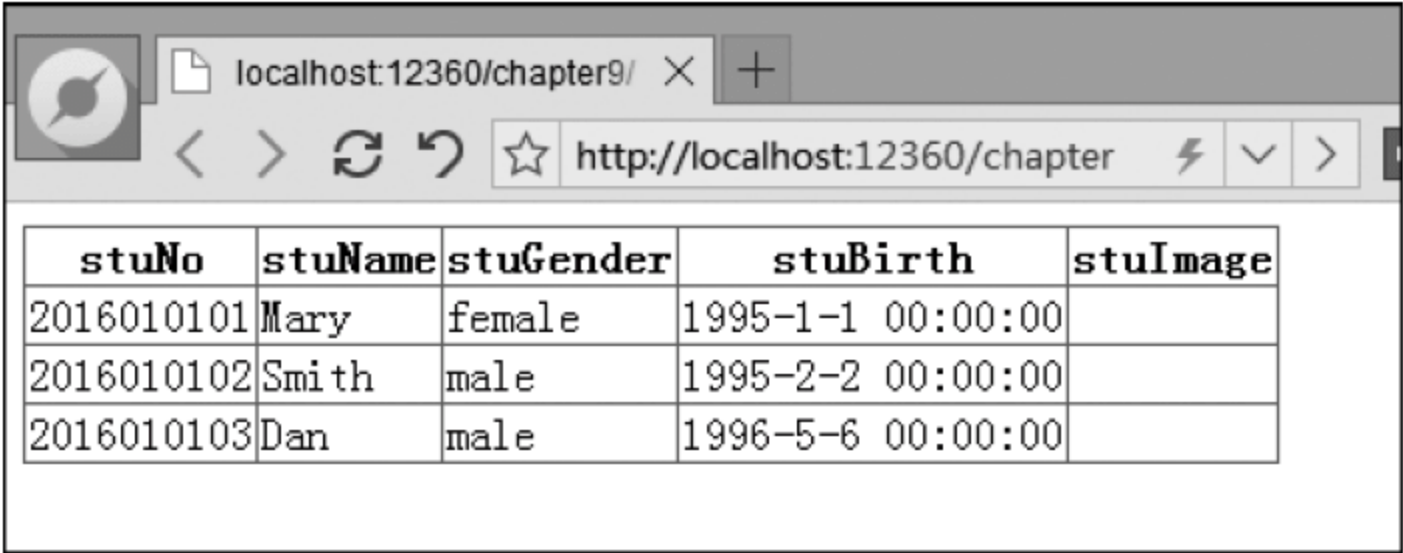 localhost:12360/chapter9/
http://localhost:12360/chapter
stuNo stuName stuGender stuBirth stuImage
2016010101 Mary female 1995-1-1 00:00:00
2016010102 Smith male 1995-2-2 00:00:00
2016010103 Dan male 1996-5-6 00:00:00